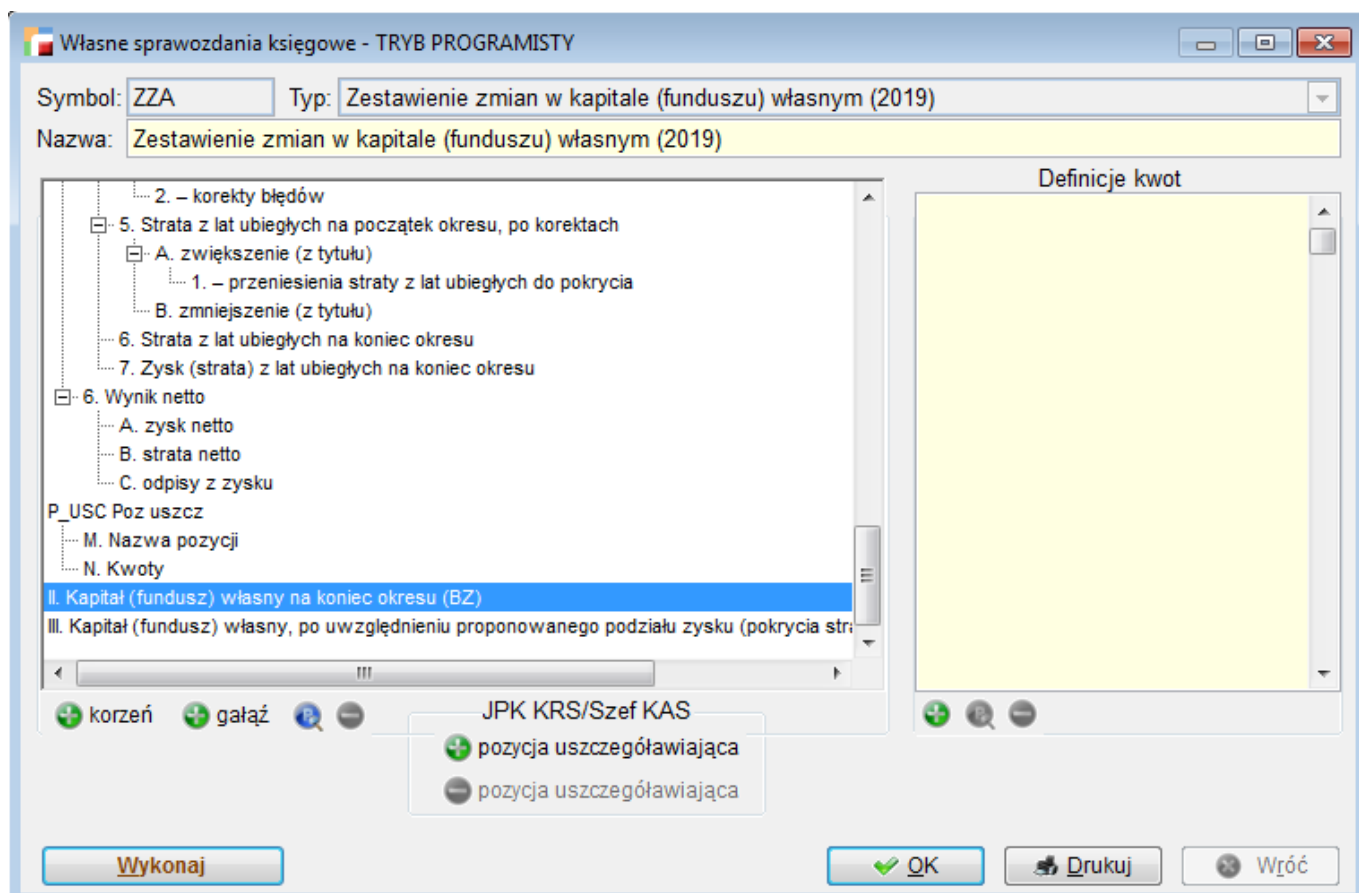 Własne sprawozdania księgowe - TRYB PROGRAMISTY
Symbol: ZZA Typ: Zestawienie zmian w kapitale (funduszu) własnym (2019)
Nazwa: Zestawienie zmian w kapitale (funduszu) własnym (2019)
Definicje kwot
2. – korekty błędów
5. Strata z lat ubiegłych na początek okresu, po korektach
A. zwiększenie (z tytułu)
1. – przeniesienia straty z lat ubiegłych do pokrycia
B. zmniejszenie (z tytułu)
6. Strata z lat ubiegłych na koniec okresu
7. Zysk (strata) z lat ubiegłych na koniec okresu
6. Wynik netto
A. zysk netto
B. strata netto
C. odpisy z zysku
P_USC Poz uszcz
M. Nazwa pozycji
N. Kwoty
II. Kapitał (fundusz) własny na koniec okresu (BZ)
III. Kapitał (fundusz) własny, po uwzględnieniu proponowanego podziału zysku (pokrycia stra
korzeń gałąź
JPK KRS/Szef KAS
pozycja uszczegóławiająca
pozycja uszczegóławiająca
Wykonaj OK Drukuj Wróć